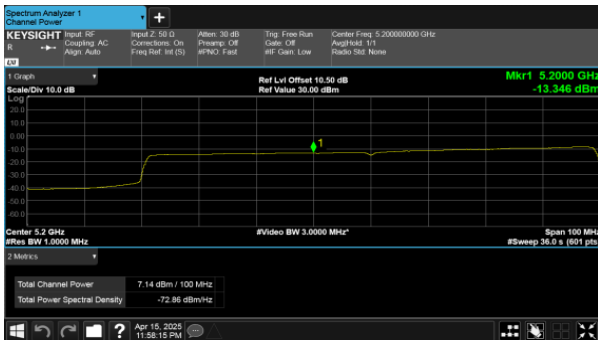 Spectrum Analyzer 1
Channel Power
KEYSIGHT
R
LXI
Input: RF
Coupling: AC
Align: Auto
Input Z: 50 Ω
Corrections: On
Freq Ref: Int (S)
Atten: 30 dB
Preamp: Off
#PNO: Fast
Trig: Free Run
Gate: Off
#IF Gain: Low
Center Freq: 5.200000000 GHz
Avg|Hold: 1/1
Radio Std: None
1 Graph
Scale/Div 10.0 dB
Ref Lvl Offset 10.50 dB
Ref Value 30.00 dBm
Mkr1 5.2000 GHz
-13.346 dBm
Log
20.0
10.0
0.00
-10.0
-20.0
-30.0
-40.0
-50.0
-60.0
1
Center 5.2 GHz
#Res BW 1.0000 MHz
#Video BW 3.0000 MHz*
Span 100 MHz
#Sweep 36.0 s (601 pts
2 Metrics
Total Channel Power 7.14 dBm / 100 MHz
Total Power Spectral Density -72.86 dBm/Hz
?
Apr 15, 2025
11:58:15 PM